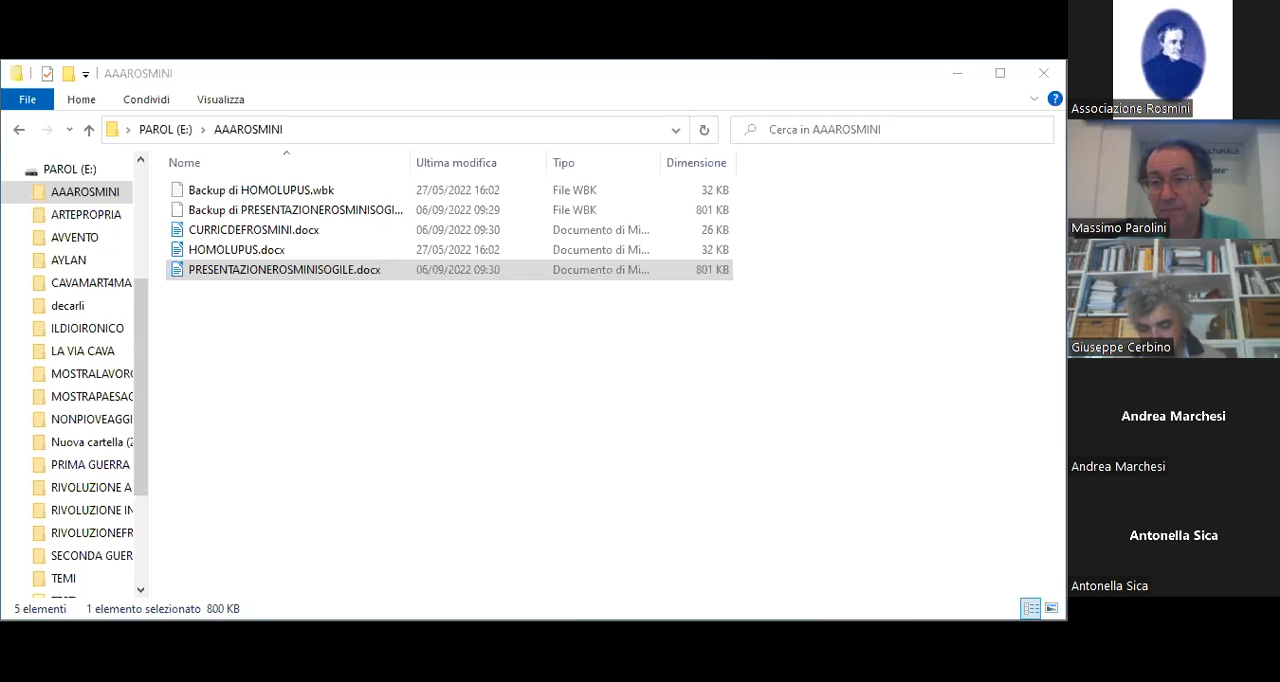 AAAROSMINI
File Home Condividi Visualizza
PAROL (E:) AAAROSMINI Cerca in AAAROSMINI
Nome Ultima modifica Tipo Dimensione
Backup di HOMOLUPUS.wbk 27/05/2022 16:02 File WBK 32 KB
Backup di PRESENTAZIONEROSMINISOGI... 06/09/2022 09:29 File WBK 801 KB
CURRICDEFROSMINI.docx 06/09/2022 09:30 Documento di Mi... 26 KB
HOMOLUPUS.docx 27/05/2022 16:02 Documento di Mi... 32 KB
PRESENTAZIONEROSMINISOGILE.docx 06/09/2022 09:30 Documento di Mi... 801 KB
PAROL (E:)
AAAROSMINI
ARTEPROPRIA
AVVENTO
AYLAN
CAVAMART4MA
decarli
ILDIOIRONICO
LA VIA CAVA
MOSTRALAVORO
MOSTRAPAESAG
NONPIOVEAGGI
Nuova cartella (2
PRIMA GUERRA
RIVOLUZIONE A
RIVOLUZIONE IN
RIVOLUZIONEFR
SECONDA GUER
TEMI
5 elementi 1 elemento selezionato 800 KB
Associazione Rosmini
Massimo Parolini
Giuseppe Cerbino
Andrea Marchesi
Andrea Marchesi
Antonella Sica
Antonella Sica